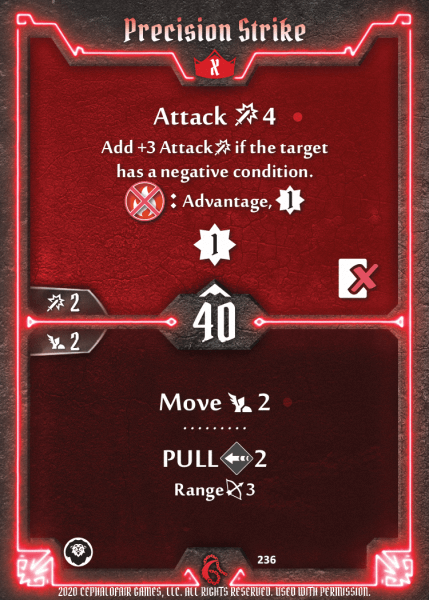 Precision Strike
X
Attack 4
Add +3 Attack if the target
has a negative condition.
: Advantage, 1
1
2
40
2
Move 2
PULL 2
Range 3
236
2020 CEPHALOFAIR GAMES, LLC. ALL RIGHTS RESERVED. USED WITH PERMISSION.